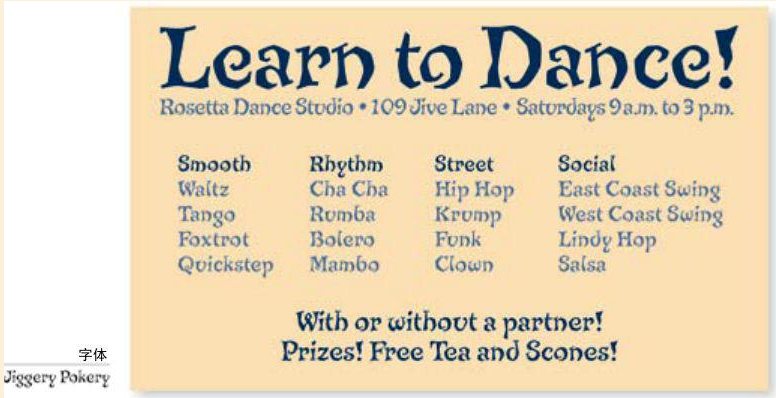 Learn to Dance!
Rosetta Dance Studio • 109 Jive Lane • Saturdays 9 a.m. to 3 p.m.
Smooth Rhythm Street Social
Waltz Cha Cha Hip Hop East Coast Swing
Tango Rumba Krump West Coast Swing
Foxtrot Bolero Funk Lindy Hop
Quickstep Mambo Clown Salsa
With or without a partner!
Prizes! Free Tea and Scones!
字体
Jiggery Pokery